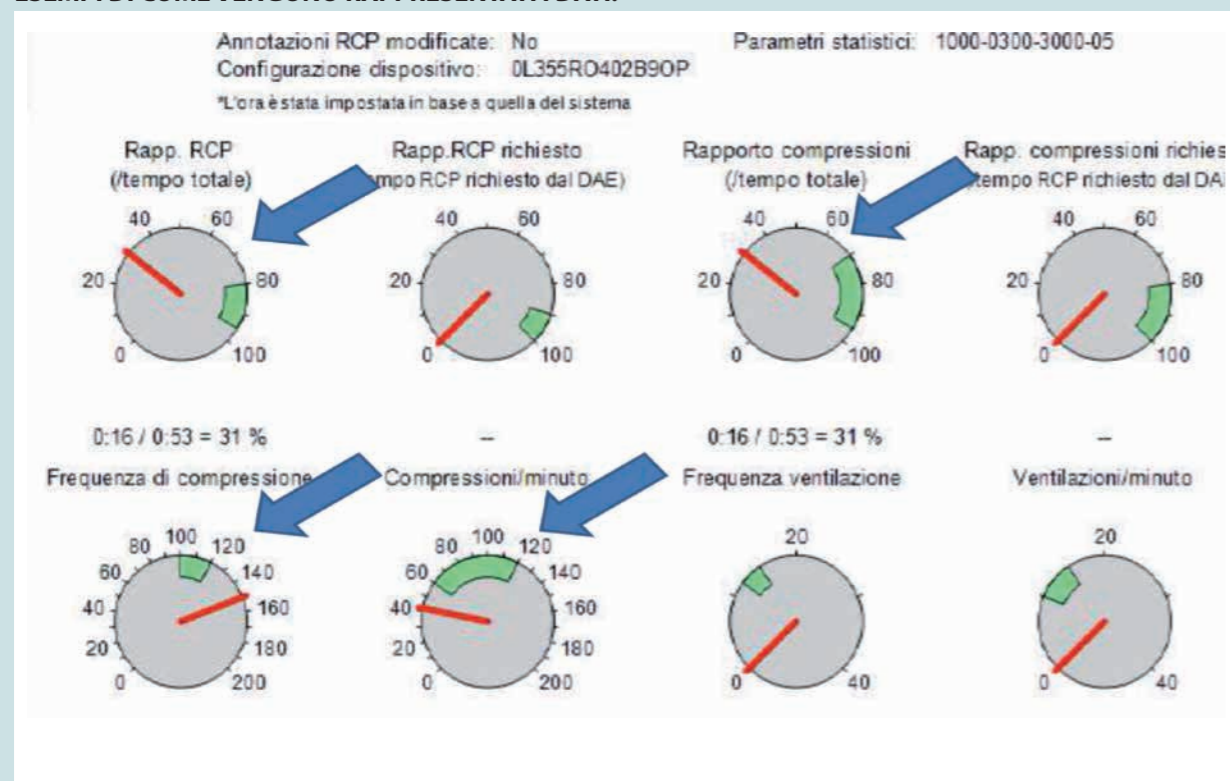 Annotazioni RCP modificate: No
Parametri statistici: 1000-0300-3000-05
Configurazione dispositivo: 0L355RO402B9OP
*L'ora è stata impostata in base a quella del sistema
Rapp. RCP
(/tempo totale)
Rapp.RCP richiesto
RCP richiesto dal DAE)
Rapporto compressioni
(/tempo totale)
Rapp. compressioni
RCP richiesto dal
0 20 40 60 80 100
0 20 40 60 80 100
0 20 40 60 80 100
0 20 40 60 80 100
0:16 / 0:53 = 31 %
--
0:16 / 0:53 = 31 %
--
Frequenza di compressione
Compressioni/minuto
Frequenza ventilazione
Ventilazioni/minuto
0 20 40 60 80 100 120 140 160 180 200
0 20 40 60 80 100 120 140 160 180 200
0 20 40
0 20 40